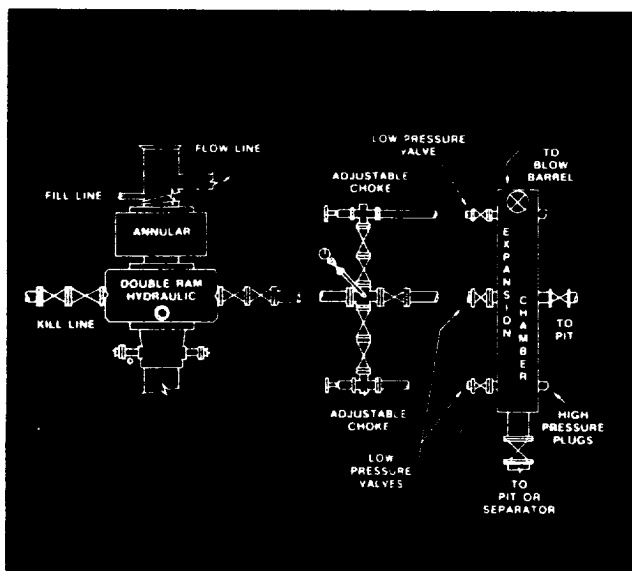 FLOW LINE
FILL LINE
ANNULAR
DOUBLE RAM
HYDRAULIC
KILL LINE
LOW PRESSURE
VALVE
ADJUSTABLE
CHOKE
TO
BLOW
BARREL
EXPANSION
CHAMBER
TO
PIT
ADJUSTABLE
CHOKE
HIGH
PRESSURE
PLUGS
LOW
PRESSURE
VALVES
TO
PIT OR
SEPARATOR